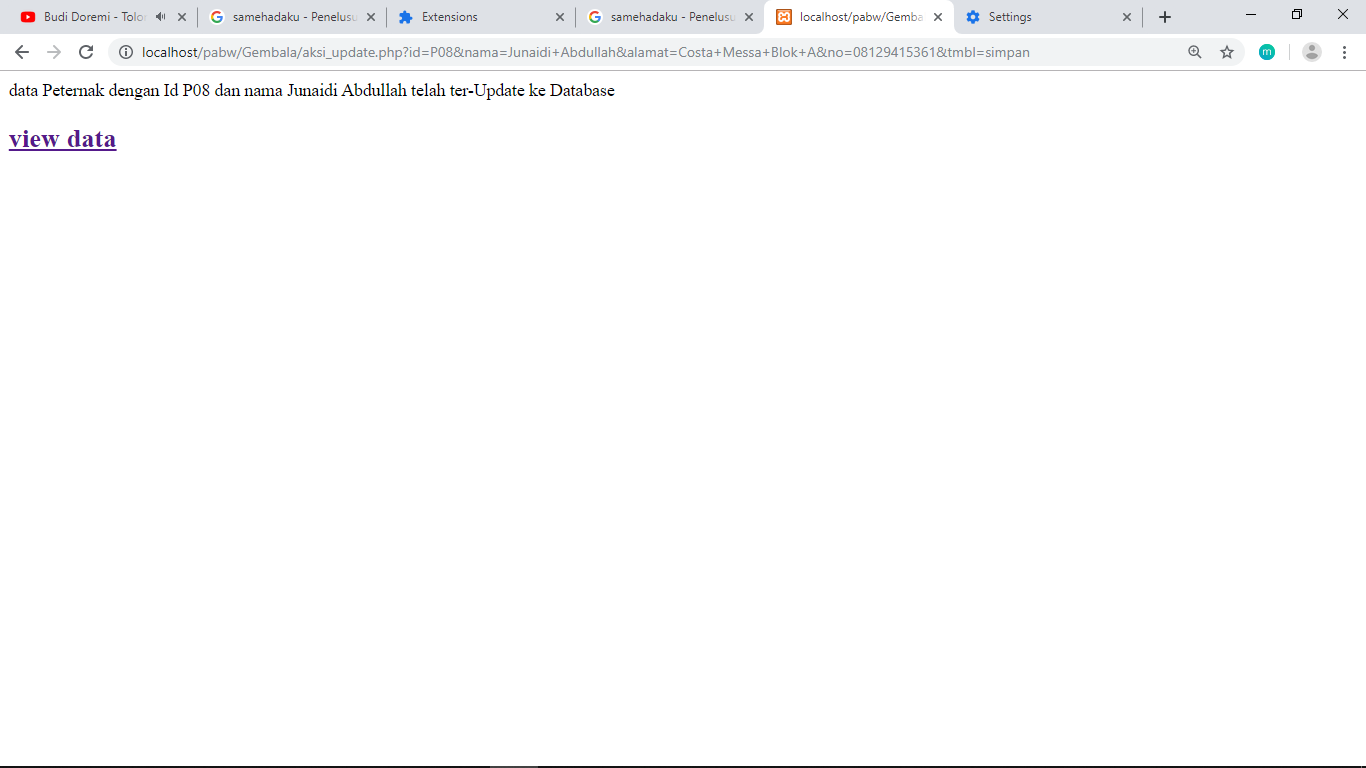 Budi Doremi - Tolon
samehadaku - Penelusu
Extensions
samehadaku - Penelusu
localhost/pabw/Gemba
Settings
localhost/pabw/Gembala/aksi_update.php?id=P08&nama=Junaidi+Abdullah&alamat=Costa+Messa+Blok+A&no=08129415361&tmbl=simpan
m
data Peternak dengan Id P08 dan nama Junaidi Abdullah telah ter-Update ke Database
view data